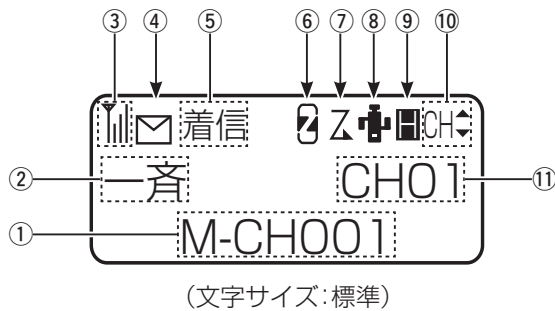 ③ ④ ⑤ ⑥ ⑦ ⑧ ⑨ ⑩
着信 Z Z H CH
② 一斉 CH01 ⑪
① M-CH001
(文字サイズ:標準)